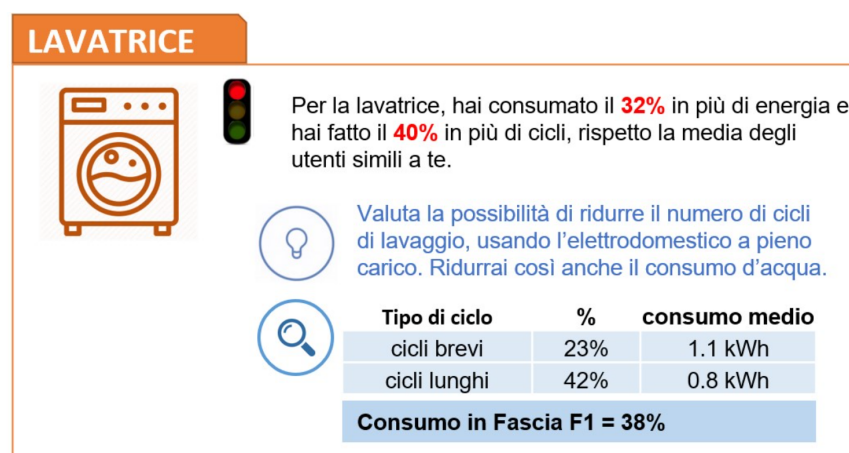 LAVATRICE
Per la lavatrice, hai consumato il 32% in più di energia e
hai fatto il 40% in più di cicli, rispetto la media degli
utenti simili a te.
Valuta la possibilità di ridurre il numero di cicli
di lavaggio, usando l'elettrodomestico a pieno
carico. Ridurrai così anche il consumo d'acqua.
Tipo di ciclo % consumo medio
cicli brevi 23% 1.1 kWh
cicli lunghi 42% 0.8 kWh
Consumo in Fascia F1 = 38%